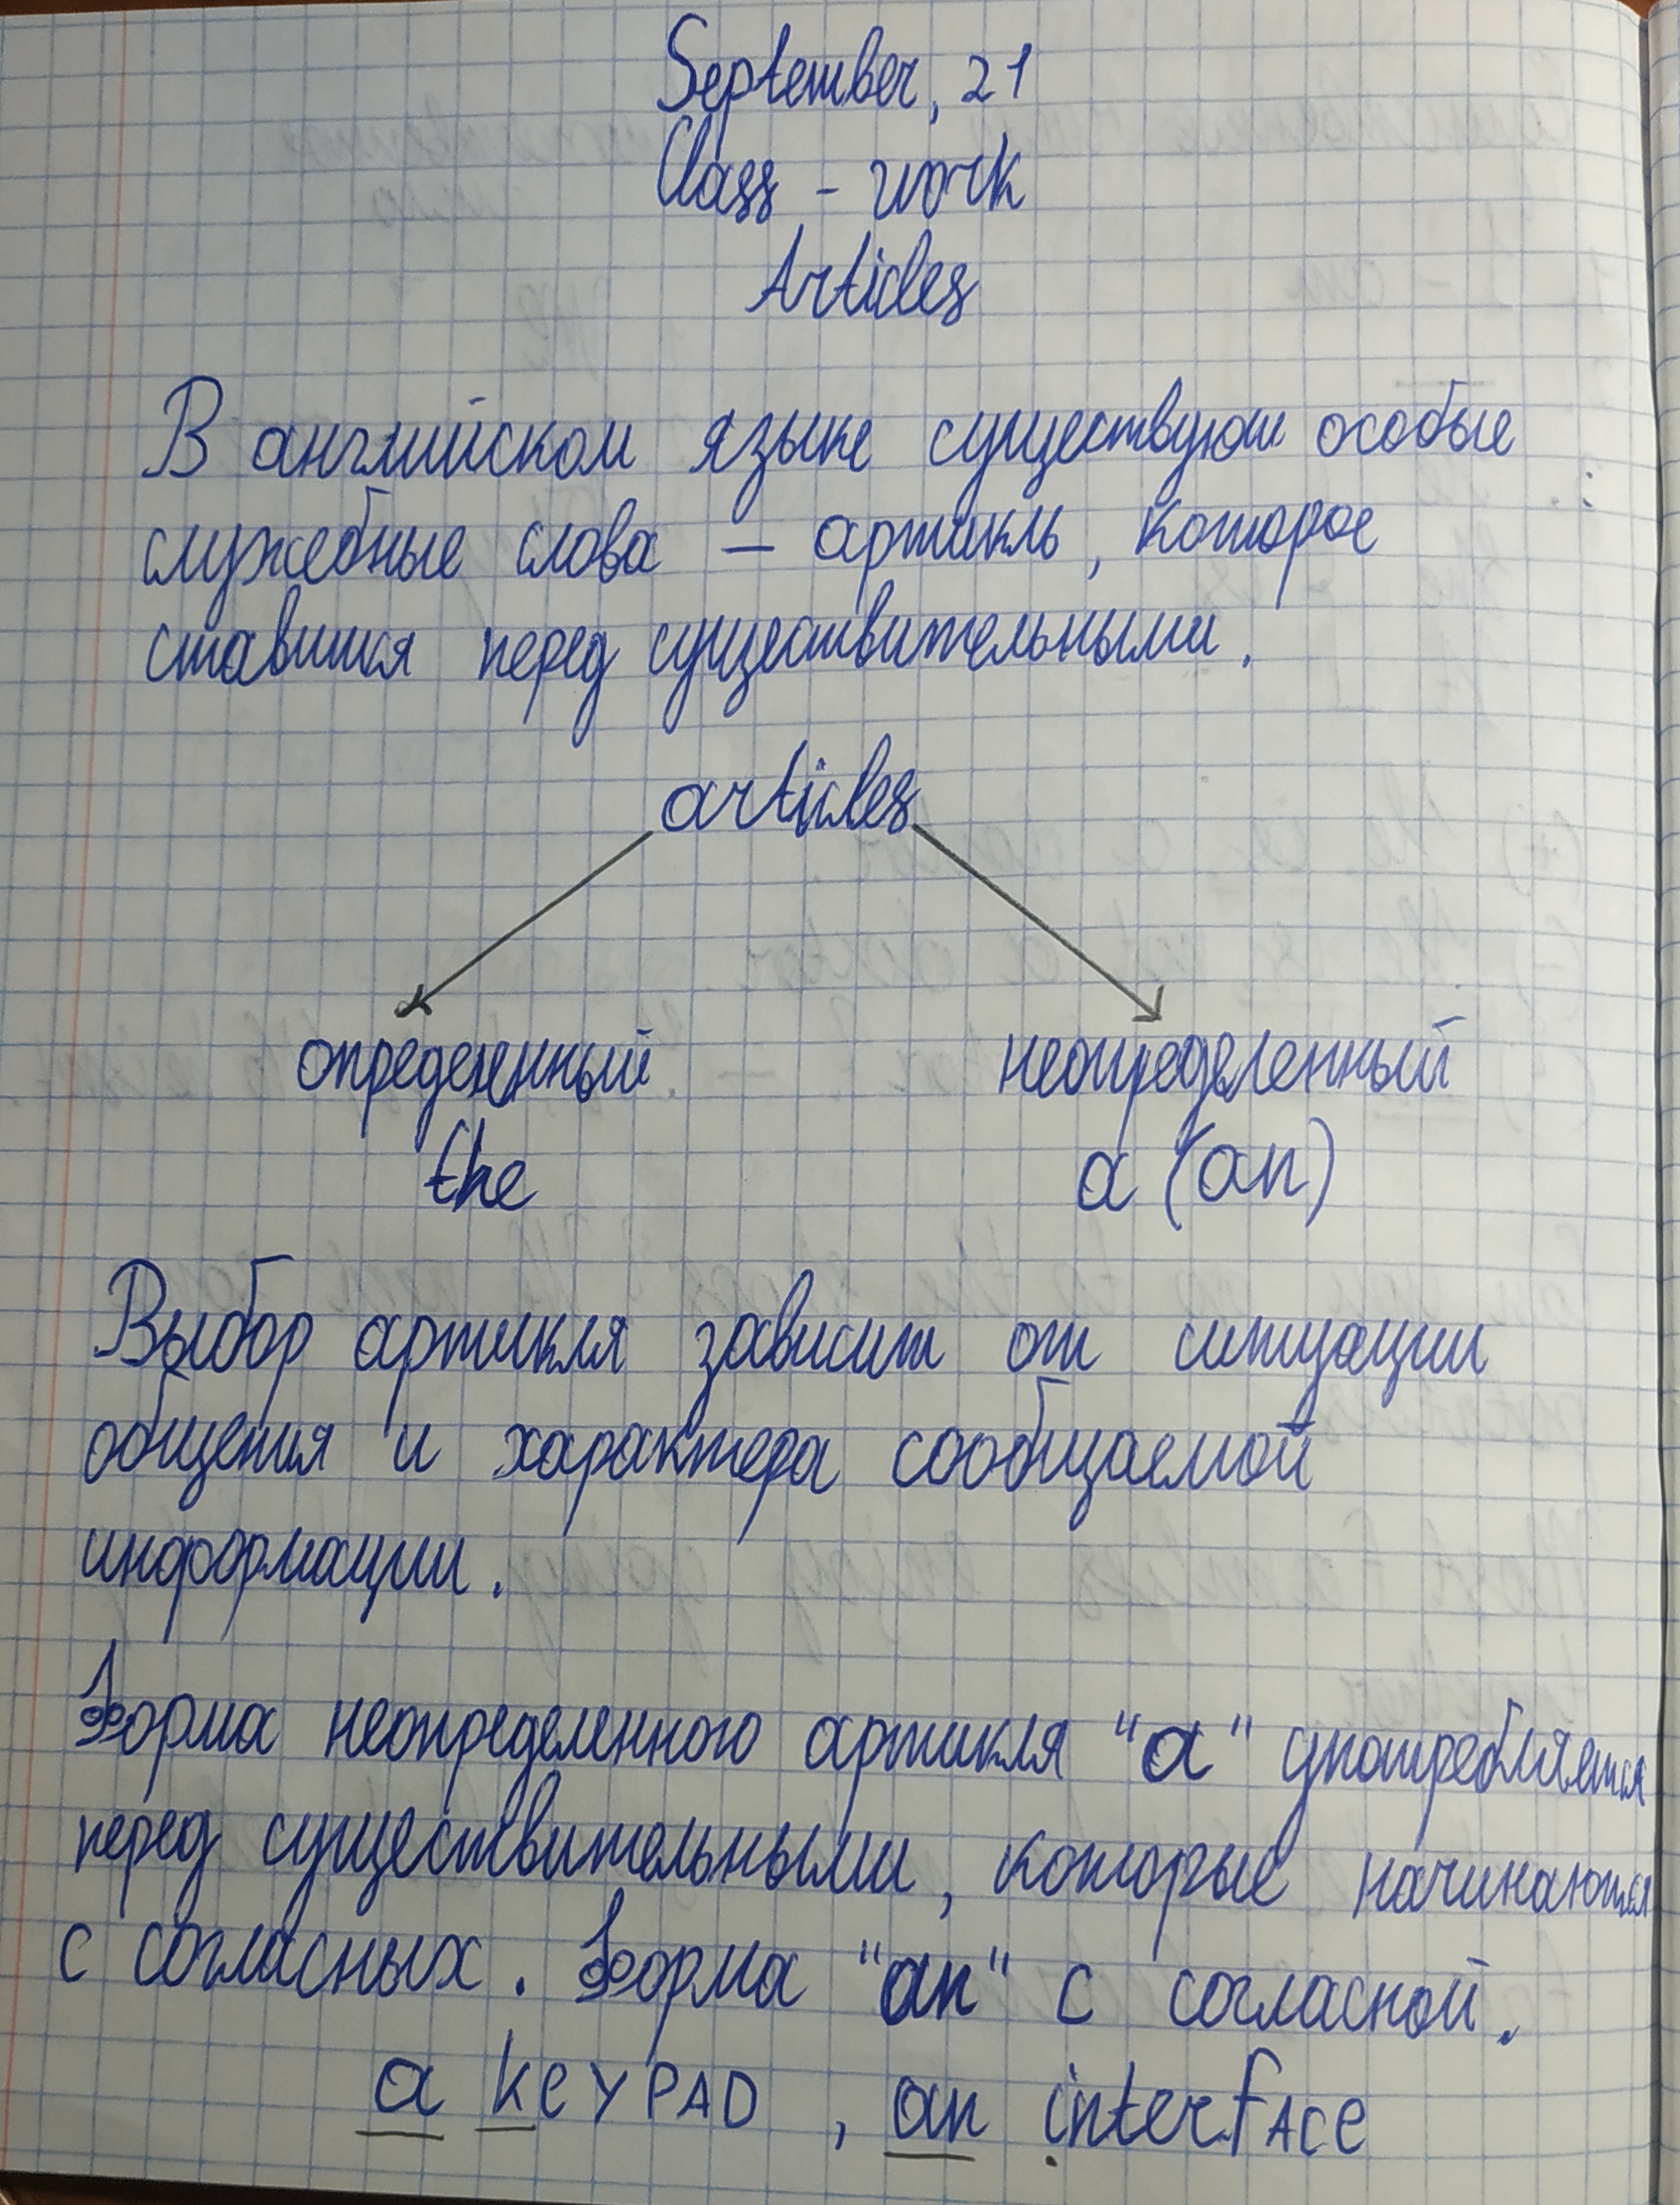 September, 21
Class - work
Articles
В английском языке существуют особые
служебные слова — артикль, которое
ставится перед существительными.
articles
определенный неопределенный
the a (an)
Выбор артикля зависит от ситуации
общения и характера сообщаемой
информации.
Форма неопределенного артикля "а" употребляется
перед существительными, которые начинаются
с согласных. Форма "an" с согласной.
a keyPAD, an interfAce